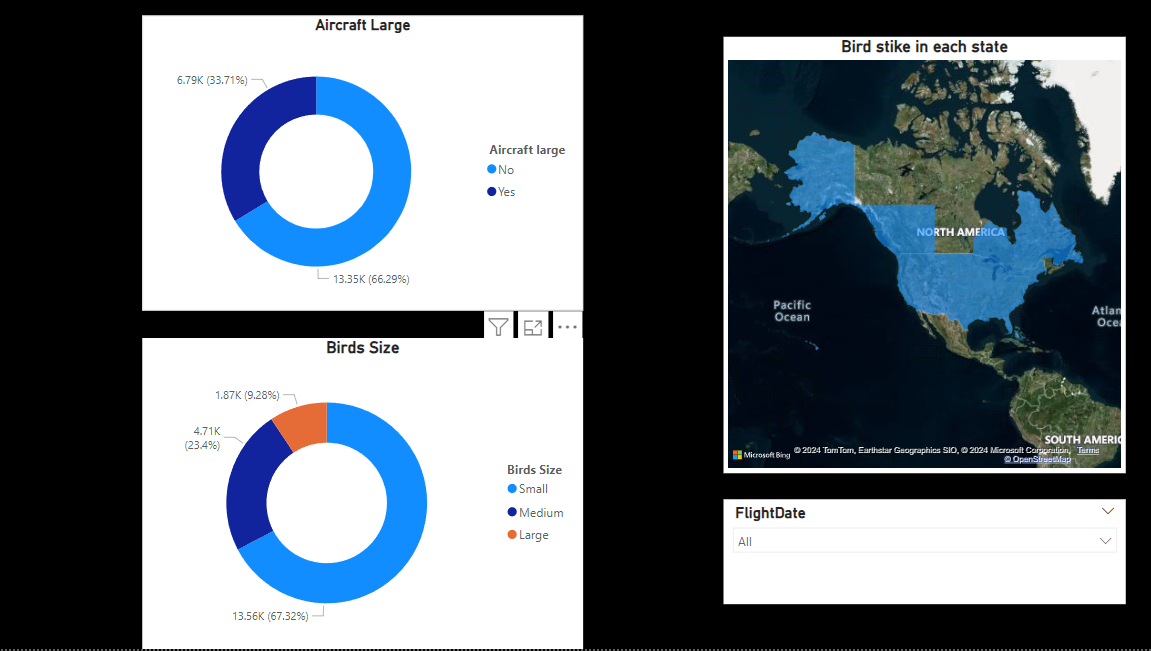 Aircraft Large
6.79K (33.71%)
13.35K (66.29%)
Aircraft large
No
Yes
Birds Size
1.87K (9.28%)
4.71K
(23.4%)
13.56K (67.32%)
Birds Size
Small
Medium
Large
Bird stike in each state
NORTH AMERICA
Pacific
Ocean
Atlan
Ocea
SOUTH AMERIC
Microsoft Bing
© 2024 TomTom, Earthstar Geographics SIO, © 2024 Microsoft Corporation, Terms
© OpenStreetMap
FlightDate
All